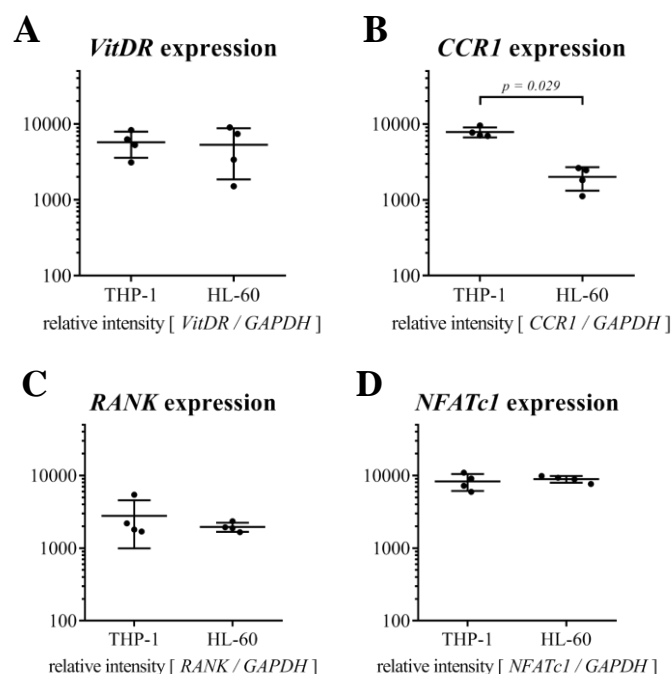 A
VitDR expression
10000
1000
100
THP-1 HL-60
relative intensity [ VitDR / GAPDH ]
B
CCR1 expression
p = 0.029
10000
1000
100
THP-1 HL-60
relative intensity [ CCR1 / GAPDH ]
C
RANK expression
10000
1000
100
THP-1 HL-60
relative intensity [ RANK / GAPDH ]
D
NFATc1 expression
10000
1000
100
THP-1 HL-60
relative intensity [ NFATc1 / GAPDH ]